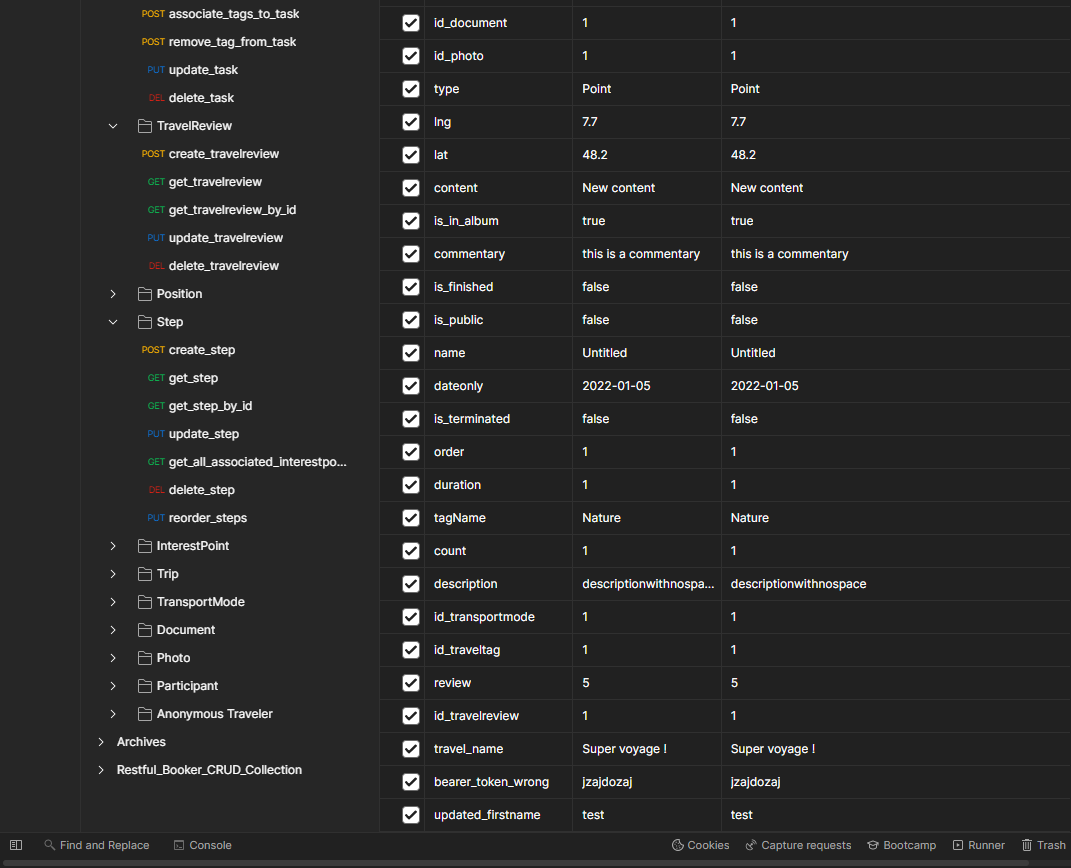 POST associate_tags_to_task
POST remove_tag_from_task
PUT update_task
DEL delete_task
TravelReview
POST create_travelreview
GET get_travelreview
GET get_travelreview_by_id
PUT update_travelreview
DEL delete_travelreview
Position
Step
POST create_step
GET get_step
GET get_step_by_id
PUT update_step
GET get_all_associated_interestpo...
DEL delete_step
PUT reorder_steps
InterestPoint
Trip
TransportMode
Document
Photo
Participant
Anonymous Traveler
Archives
Restful_Booker_CRUD_Collection
id_document 1 1
id_photo 1 1
type Point Point
lng 7.7 7.7
lat 48.2 48.2
content New content New content
is_in_album true true
commentary this is a commentary this is a commentary
is_finished false false
is_public false false
name Untitled Untitled
dateonly 2022-01-05 2022-01-05
is_terminated false false
order 1 1
duration 1 1
tagName Nature Nature
count 1 1
description descriptionwithnospa... descriptionwithnospace
id_transportmode 1 1
id_traveltag 1 1
review 5 5
id_travelreview 1 1
travel_name Super voyage ! Super voyage !
bearer_token_wrong jzajdozaj jzajdozaj
updated_firstname test test
Find and Replace Console Cookies Capture requests Bootcamp Runner Trash